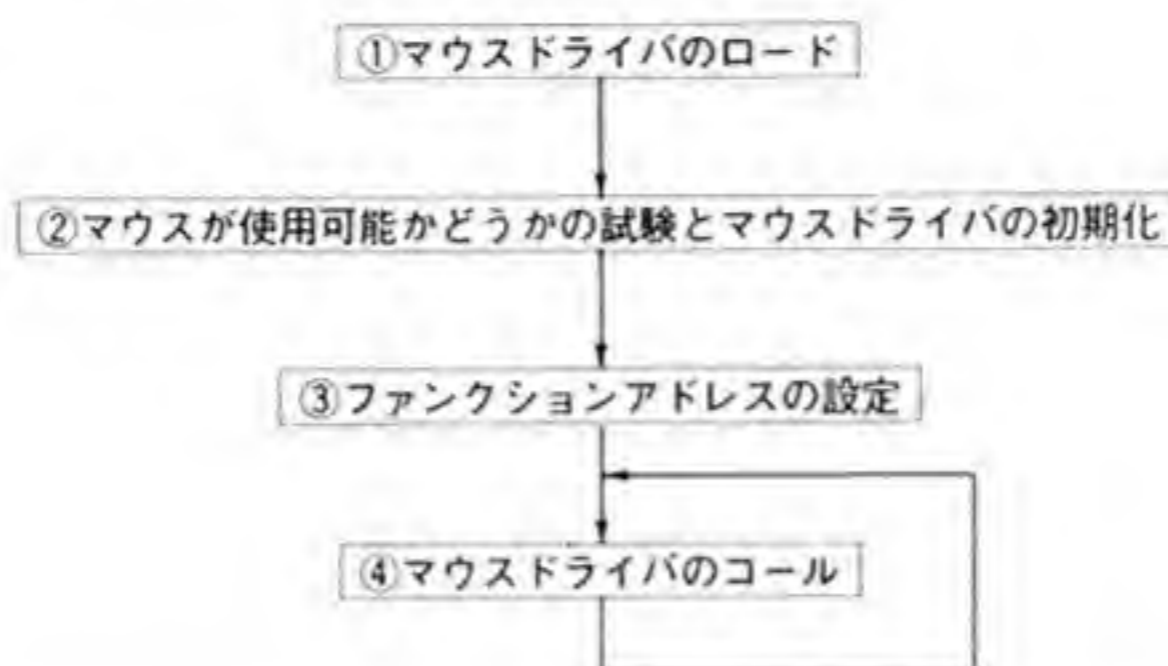 ①マウスドライバのロード
②マウスが使用可能かどうかの試験とマウスドライバの初期化
③ファンクションアドレスの設定
④マウスドライバのコール